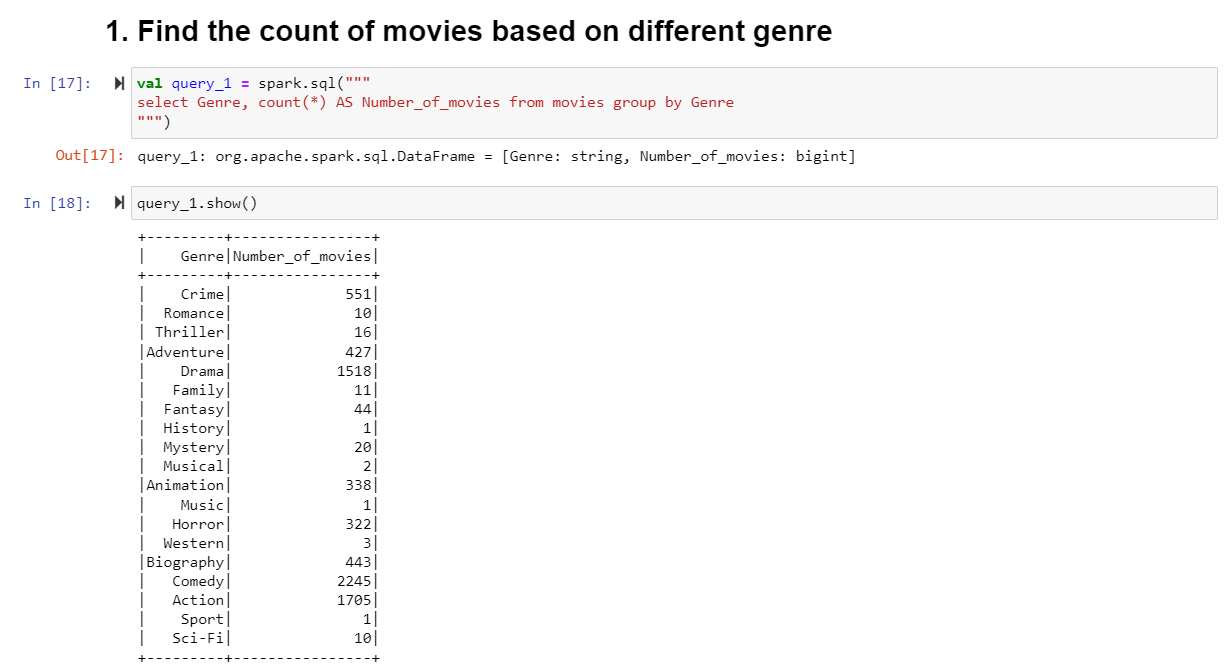 1. Find the count of movies based on different genre
In [17]: val query_1 = spark.sql("""
select Genre, count(*) AS Number_of_movies from movies group by Genre
""")
Out[17]: query_1: org.apache.spark.sql.DataFrame = [Genre: string, Number_of_movies: bigint]
In [18]: query_1.show()
+---------+----------------+
|    Genre|Number_of_movies|
+---------+----------------+
|    Crime|             551|
|  Romance|              10|
| Thriller|              16|
|Adventure|             427|
|    Drama|            1518|
|   Family|              11|
|  Fantasy|              44|
|  History|               1|
|  Mystery|              20|
|  Musical|               2|
|Animation|             338|
|    Music|               1|
|   Horror|             322|
|  Western|               3|
|Biography|             443|
|   Comedy|            2245|
|   Action|            1705|
|    Sport|               1|
|   Sci-Fi|              10|
+---------+----------------+